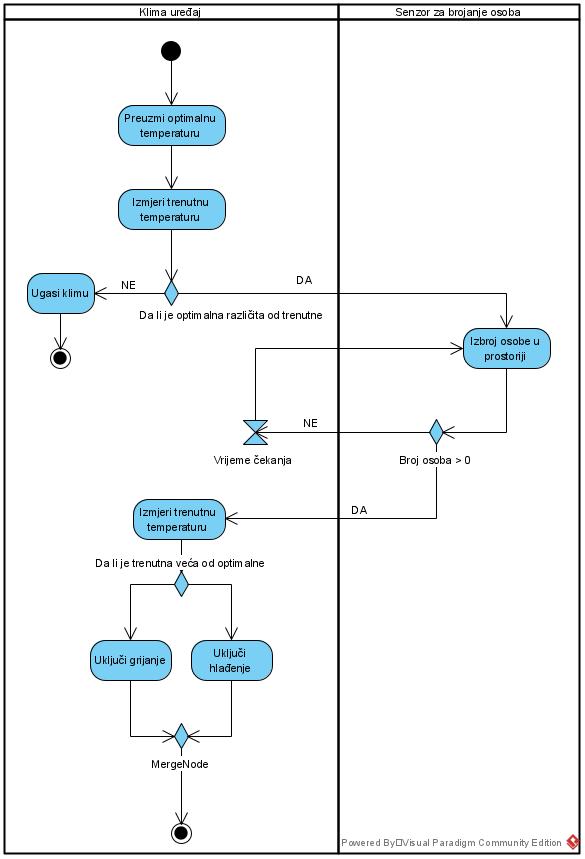 Klima uređaj
Senzor za brojanje osoba
Preuzmi optimalnu
temperaturu
Izmjeri trenutnu
temperaturu
NE
DA
Ugasi klimu
Da li je optimalna različita od trenutne
Izbroj osobe u
prostoriji
NE
Vrijeme čekanja
Broj osoba > 0
DA
Izmjeri trenutnu
temperaturu
Da li je trenutna veća od optimalne
Uključi grijanje
Uključi
hlađenje
MergeNode
Powered By□Visual Paradigm Community Edition